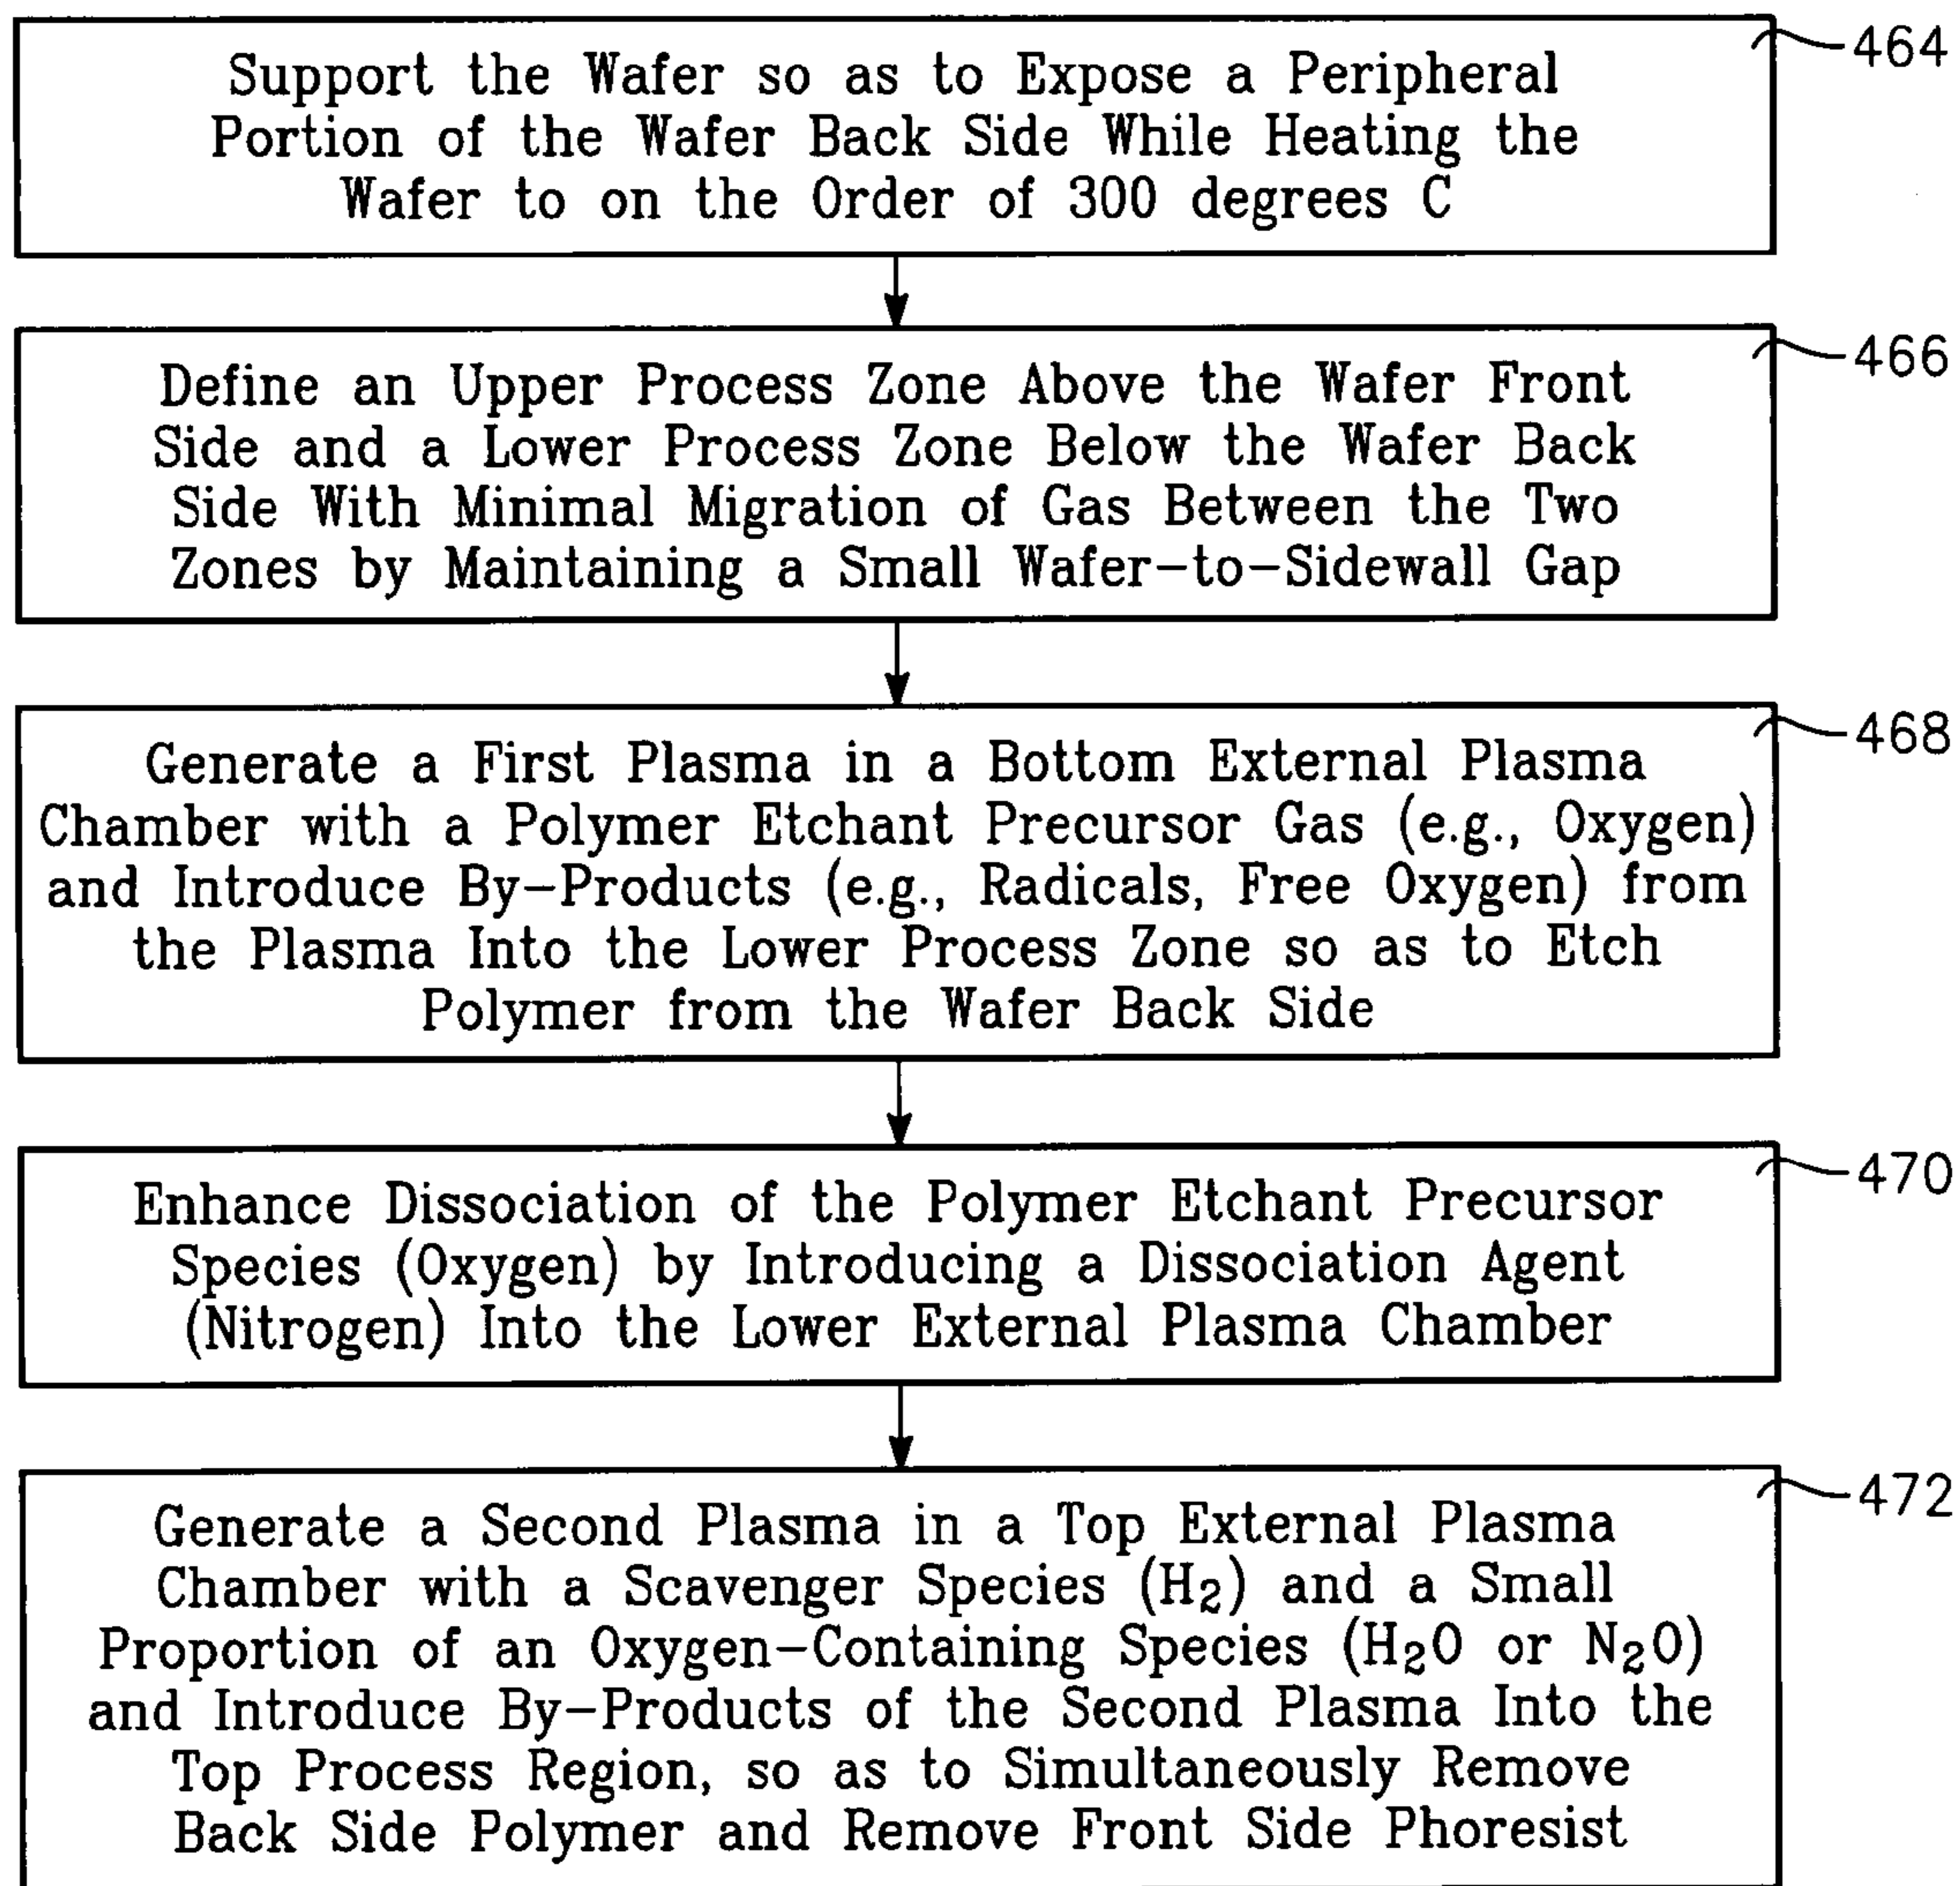 Support the Wafer so as to Expose a Peripheral
Portion of the Wafer Back Side While Heating the
Wafer to on the Order of 300 degrees C
464
Define an Upper Process Zone Above the Wafer Front
Side and a Lower Process Zone Below the Wafer Back
Side With Minimal Migration of Gas Between the Two
Zones by Maintaining a Small Wafer-to-Sidewall Gap
466
Generate a First Plasma in a Bottom External Plasma
Chamber with a Polymer Etchant Precursor Gas (e.g., Oxygen)
and Introduce By-Products (e.g., Radicals, Free Oxygen) from
the Plasma Into the Lower Process Zone so as to Etch
Polymer from the Wafer Back Side
468
Enhance Dissociation of the Polymer Etchant Precursor
Species (Oxygen) by Introducing a Dissociation Agent
(Nitrogen) Into the Lower External Plasma Chamber
470
Generate a Second Plasma in a Top External Plasma
Chamber with a Scavenger Species (H₂) and a Small
Proportion of an Oxygen-Containing Species (H₂O or N₂O)
and Introduce By-Products of the Second Plasma Into the
Top Process Region, so as to Simultaneously Remove
Back Side Polymer and Remove Front Side Phoresist
472